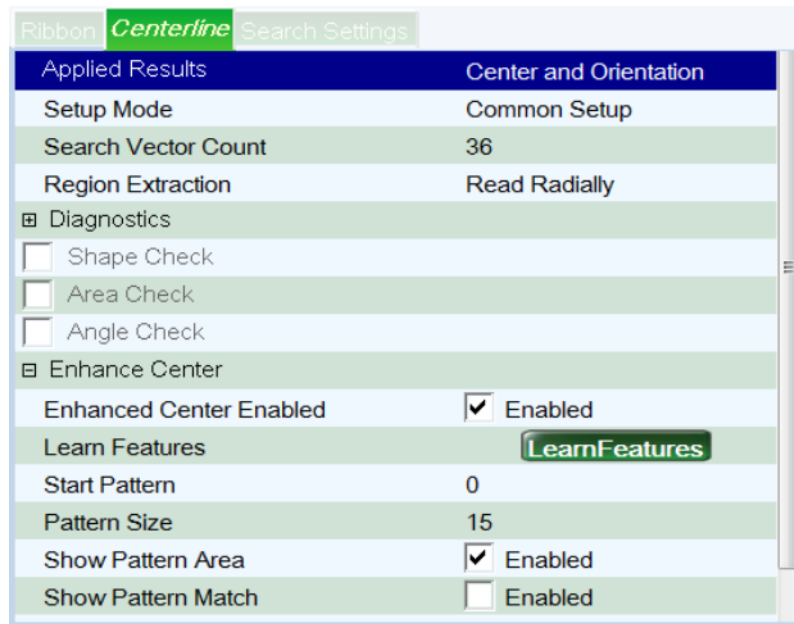 Ribbon Centerline Search Settings
Applied Results Center and Orientation
Setup Mode Common Setup
Search Vector Count 36
Region Extraction Read Radially
Diagnostics
Shape Check
Area Check
Angle Check
Enhance Center
Enhanced Center Enabled Enabled
Learn Features LearnFeatures
Start Pattern 0
Pattern Size 15
Show Pattern Area Enabled
Show Pattern Match Enabled